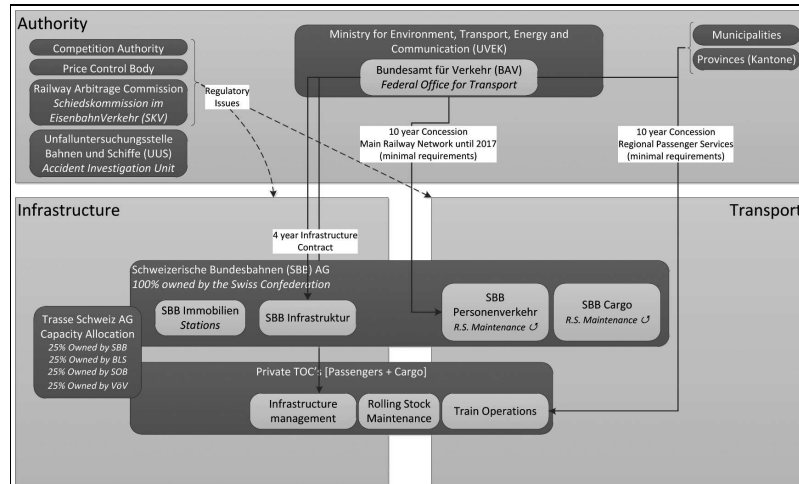 Authority
Competition Authority
Price Control Body
Railway Arbitrage Commission
Schiedskommission im
EisenbahnVerkehr (SKV)
Unfalluntersuchungsstelle
Bahnen und Schiffe (UUS)
Accident Investigation Unit
Regulatory
Issues
Ministry for Environment, Transport, Energy and
Communication (UVEK)
Bundesamt für Verkehr (BAV)
Federal Office for Transport
Municipalities
Provinces (Kantone)
10 year Concession
Main Railway Network until 2017
(minimal requirements)
10 year Concession
Regional Passenger Services
(minimal requirements)
Infrastructure
Transport
4 year Infrastructure
Contract
Schweizerische Bundesbahnen (SBB) AG
100% owned by the Swiss Confederation
SBB Immobilien
Stations
SBB Infrastruktur
SBB
Personenverkehr
R.S. Maintenance ↺
SBB Cargo
R.S. Maintenance ↺
Trasse Schweiz AG
Capacity Allocation
25% Owned by SBB
25% Owned by BLS
25% Owned by SOB
25% Owned by VöV
Private TOC's [Passengers + Cargo]
Infrastructure
management
Rolling Stock
Maintenance
Train Operations